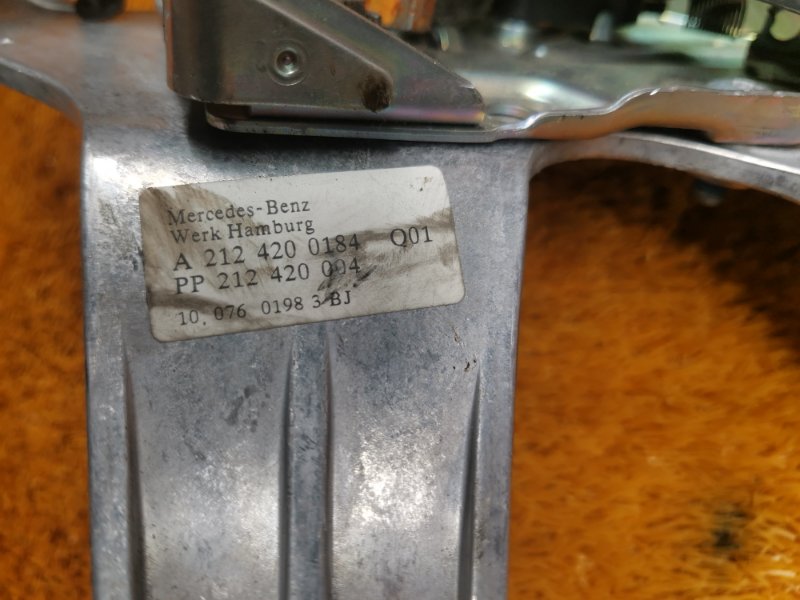 Mercedes-Benz
Werk Hamburg
A 212 420 0184 Q01
PP 212 420 004
10. 076 0198 3 BJ